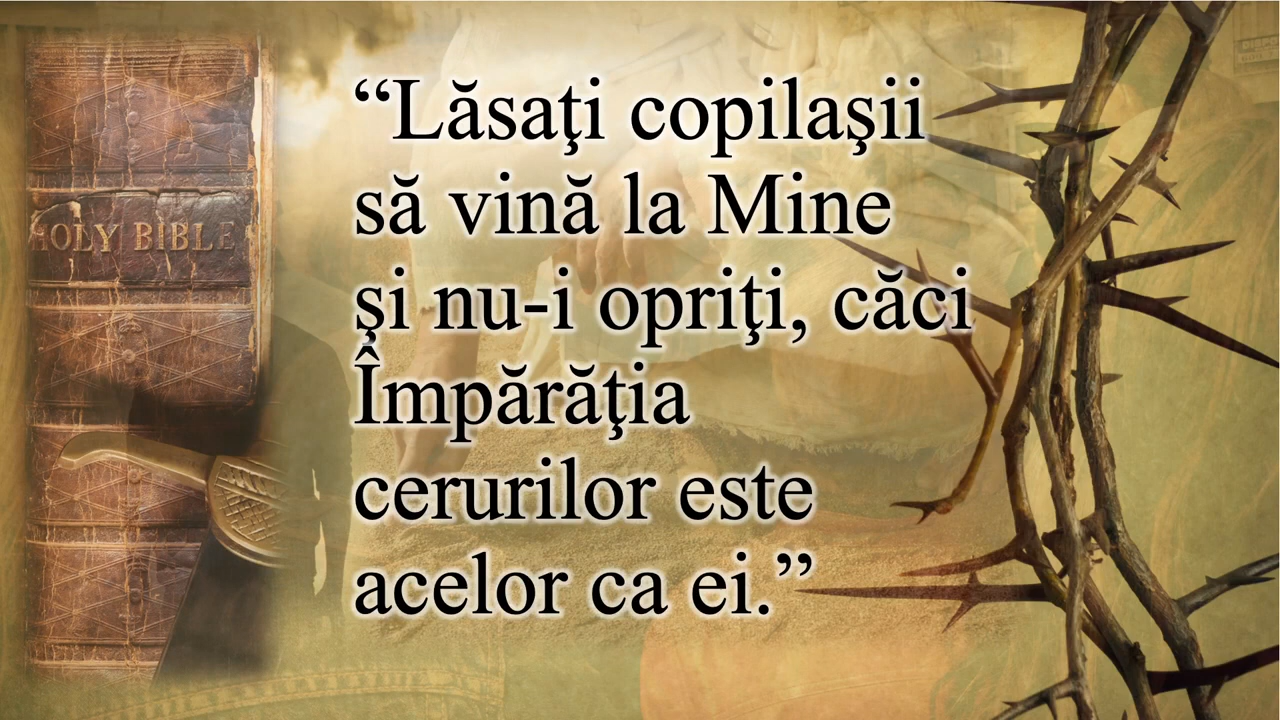 HOLY BIBLE
“Lăsaţi copilaşii
să vină la Mine
şi nu-i opriţi, căci
Împărăţia
cerurilor este
acelor ca ei.”